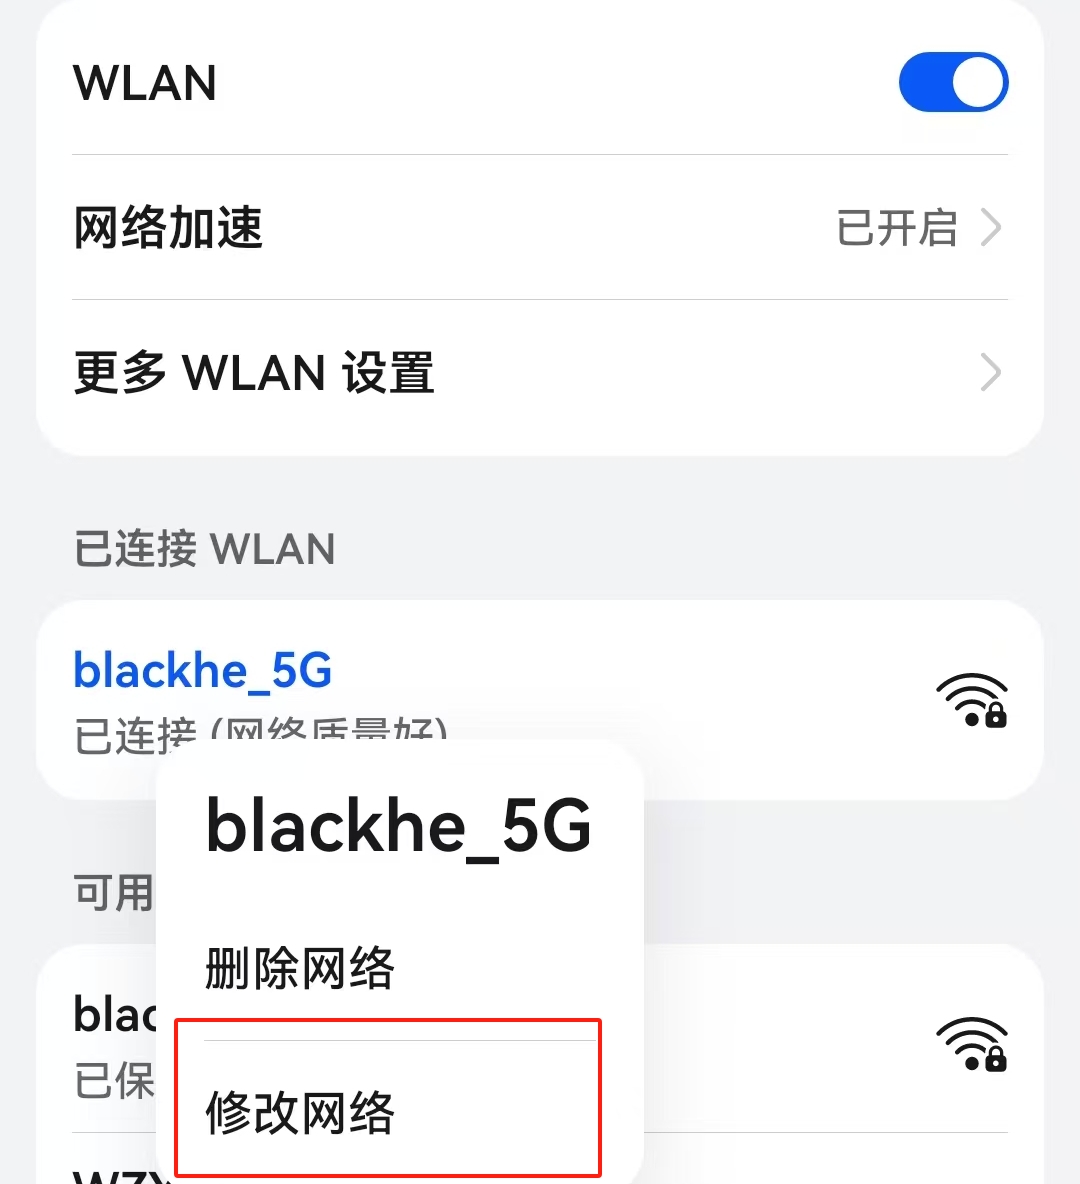 WLAN
网络加速
已开启
更多 WLAN 设置
已连接 WLAN
blackhe_5G
已连接 (网络质量好)
blackhe_5G
可用
删除网络
blac
已保
修改网络